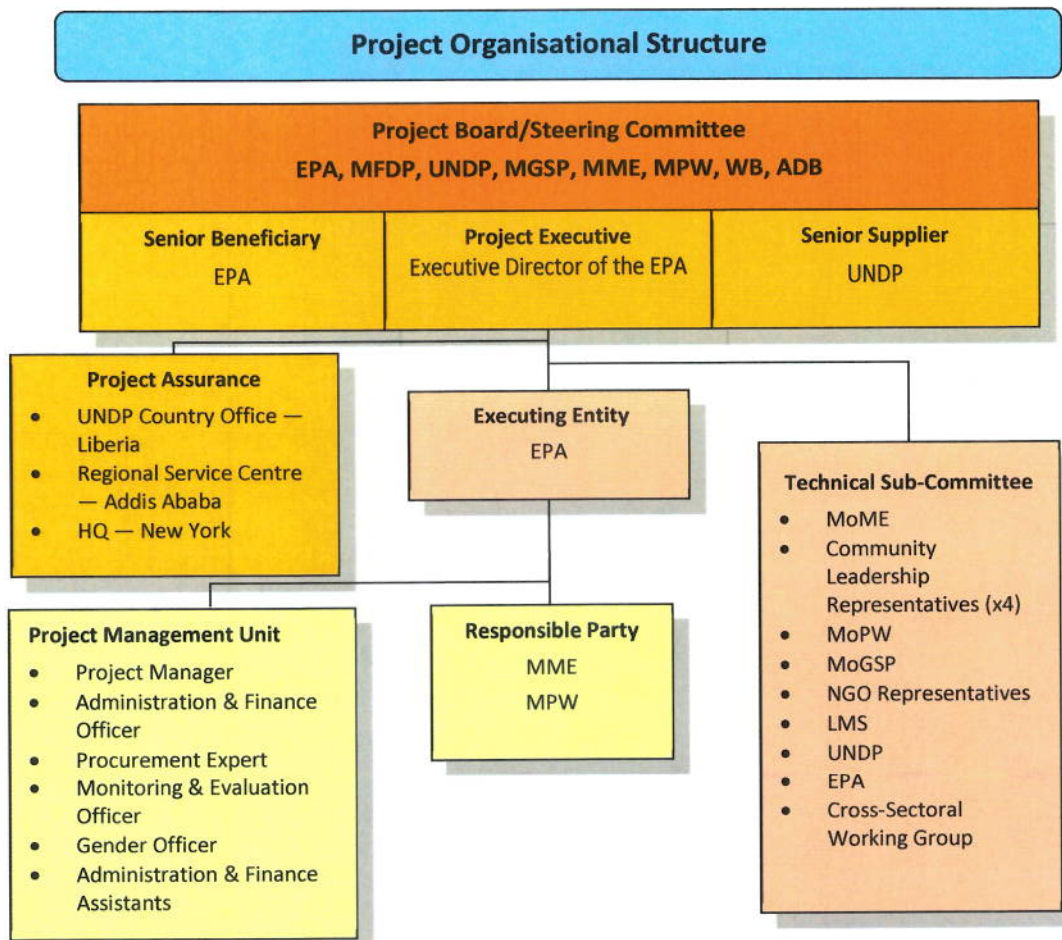 Project Organisational Structure
Project Board/Steering Committee
EPA, MFDP, UNDP, MGSP, MME, MPW, WB, ADB
Senior Beneficiary
EPA
Project Executive
Executive Director of the EPA
Senior Supplier
UNDP
Project Assurance
• UNDP Country Office —
Liberia
• Regional Service Centre
— Addis Ababa
• HQ — New York
Executing Entity
EPA
Technical Sub-Committee
• MoME
• Community
Leadership
Representatives (x4)
• MoPW
• MoGSP
• NGO Representatives
• LMS
• UNDP
• EPA
• Cross-Sectoral
Working Group
Project Management Unit
• Project Manager
• Administration & Finance
Officer
• Procurement Expert
• Monitoring & Evaluation
Officer
• Gender Officer
• Administration & Finance
Assistants
Responsible Party
MME
MPW